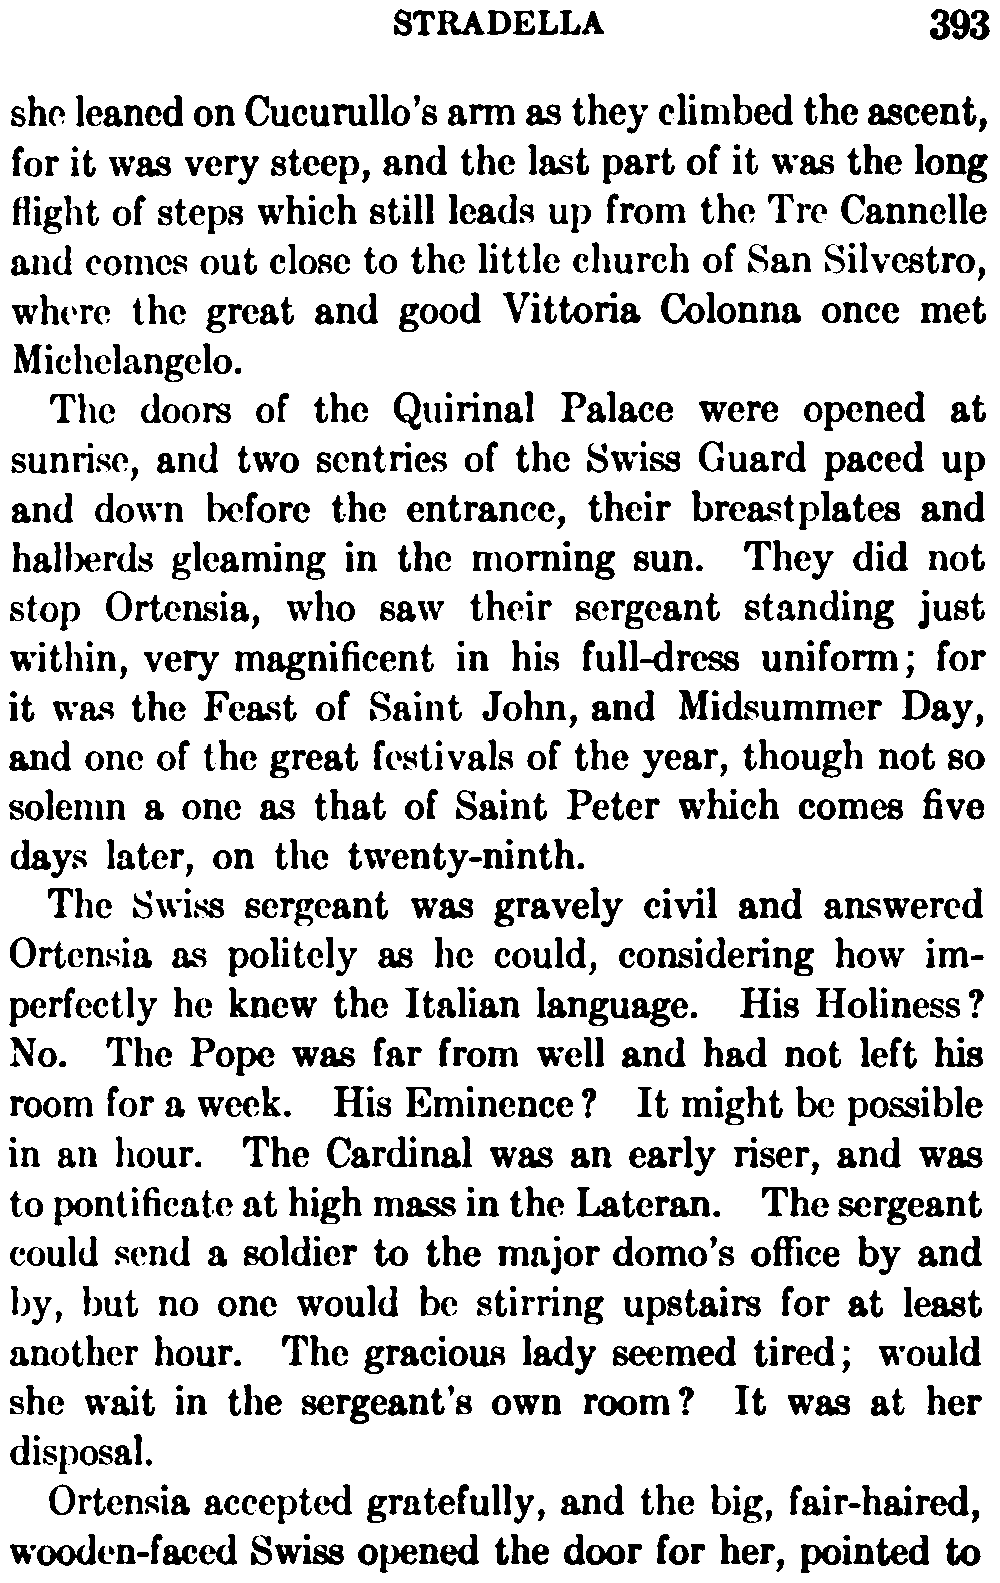 STRADELLA 393
she leaned on Cucurullo's arm as they climbed the ascent,
for it was very steep, and the last part of it was the long
flight of steps which still leads up from the Tre Cannelle
and comes out close to the little church of San Silvestro,
where the great and good Vittoria Colonna once met
Michelangelo.
The doors of the Quirinal Palace were opened at
sunrise, and two sentries of the Swiss Guard paced up
and down before the entrance, their breastplates and
halberds gleaming in the morning sun. They did not
stop Ortensia, who saw their sergeant standing just
within, very magnificent in his full-dress uniform; for
it was the Feast of Saint John, and Midsummer Day,
and one of the great festivals of the year, though not so
solemn a one as that of Saint Peter which comes five
days later, on the twenty-ninth.
The Swiss sergeant was gravely civil and answered
Ortensia as politely as he could, considering how im-
perfectly he knew the Italian language. His Holiness?
No. The Pope was far from well and had not left his
room for a week. His Eminence? It might be possible
in an hour. The Cardinal was an early riser, and was
to pontificate at high mass in the Lateran. The sergeant
could send a soldier to the major domo's office by and
by, but no one would be stirring upstairs for at least
another hour. The gracious lady seemed tired; would
she wait in the sergeant's own room? It was at her
disposal.
Ortensia accepted gratefully, and the big, fair-haired,
wooden-faced Swiss opened the door for her, pointed to